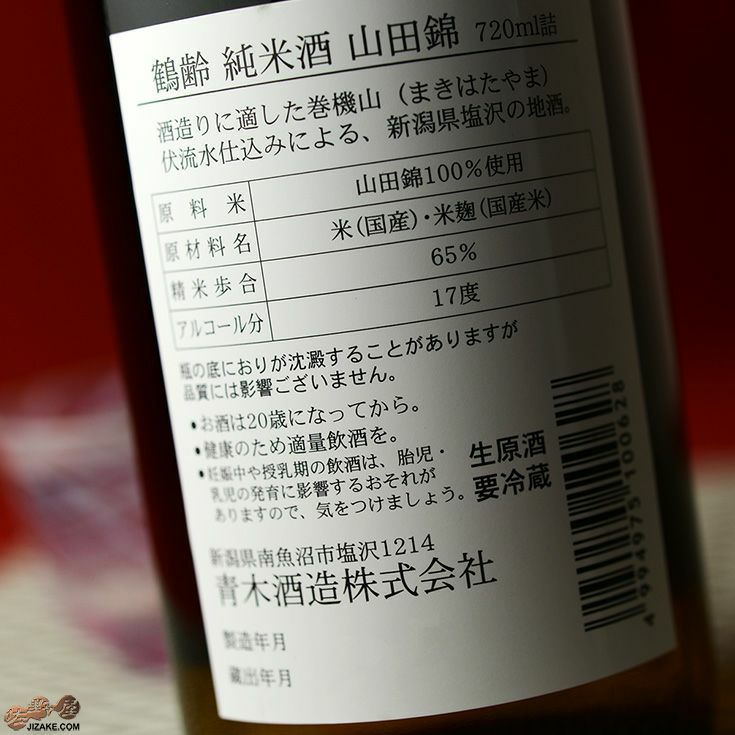 鶴齢 純米酒 山田錦 720ml詰
酒造りに適した巻機山（まきはたやま）
伏流水仕込みによる、新潟県塩沢の地酒。
原料米 山田錦100％使用
原材料名 米（国産）・米麹（国産米）
精米歩合 65％
アルコール分 17度
瓶の底におりが沈澱することがありますが
品質には影響ございません。
●お酒は20歳になってから。
●健康のため適量飲酒を。
●妊娠中や授乳期の飲酒は、胎児・
乳児の発育に影響するおそれが
ありますので、気をつけましょう。
生原酒
要冷蔵
4994975100628
新潟県南魚沼市塩沢1214
青木酒造株式会社
製造年月
蔵出年月
JIZAKE.COM